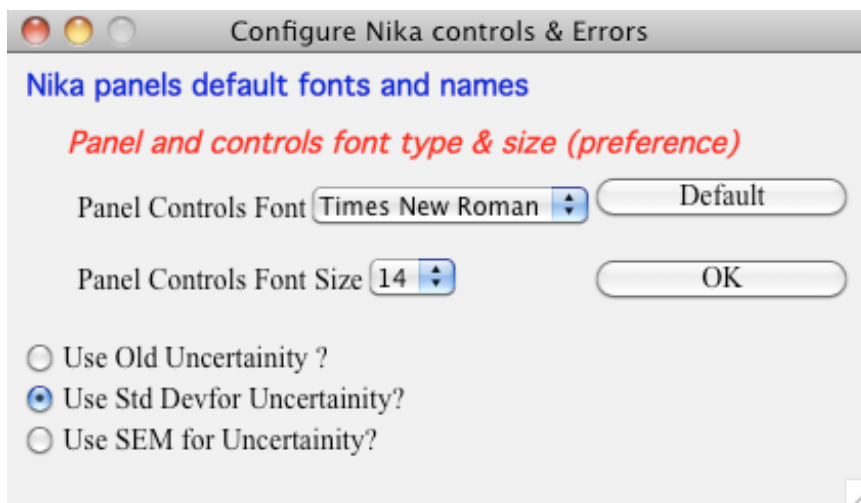 Configure Nika controls & Errors
Nika panels default fonts and names
Panel and controls font type & size (preference)
Panel Controls Font Times New Roman Default
Panel Controls Font Size 14 OK
Use Old Uncertainity ?
Use Std Devfor Uncertainity?
Use SEM for Uncertainity?